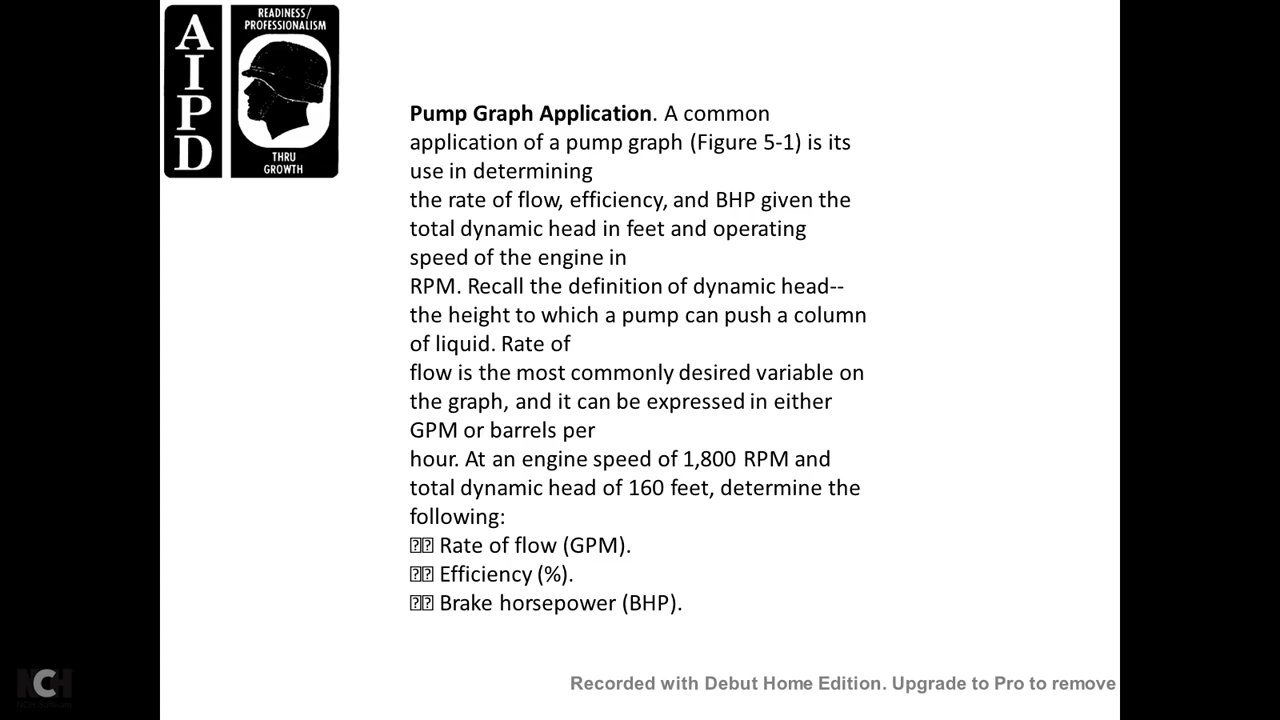 A
I
P
D
READINESS/
PROFESSIONALISM
THRU
GROWTH
Pump Graph Application. A common
application of a pump graph (Figure 5-1) is its
use in determining
the rate of flow, efficiency, and BHP given the
total dynamic head in feet and operating
speed of the engine in
RPM. Recall the definition of dynamic head--
the height to which a pump can push a column
of liquid. Rate of
flow is the most commonly desired variable on
the graph, and it can be expressed in either
GPM or barrels per
hour. At an engine speed of 1,800 RPM and
total dynamic head of 160 feet, determine the
following:
⍰⍰ Rate of flow (GPM).
⍰⍰ Efficiency (%).
⍰⍰ Brake horsepower (BHP).
NCH
NCH Software
Recorded with Debut Home Edition. Upgrade to Pro to remove